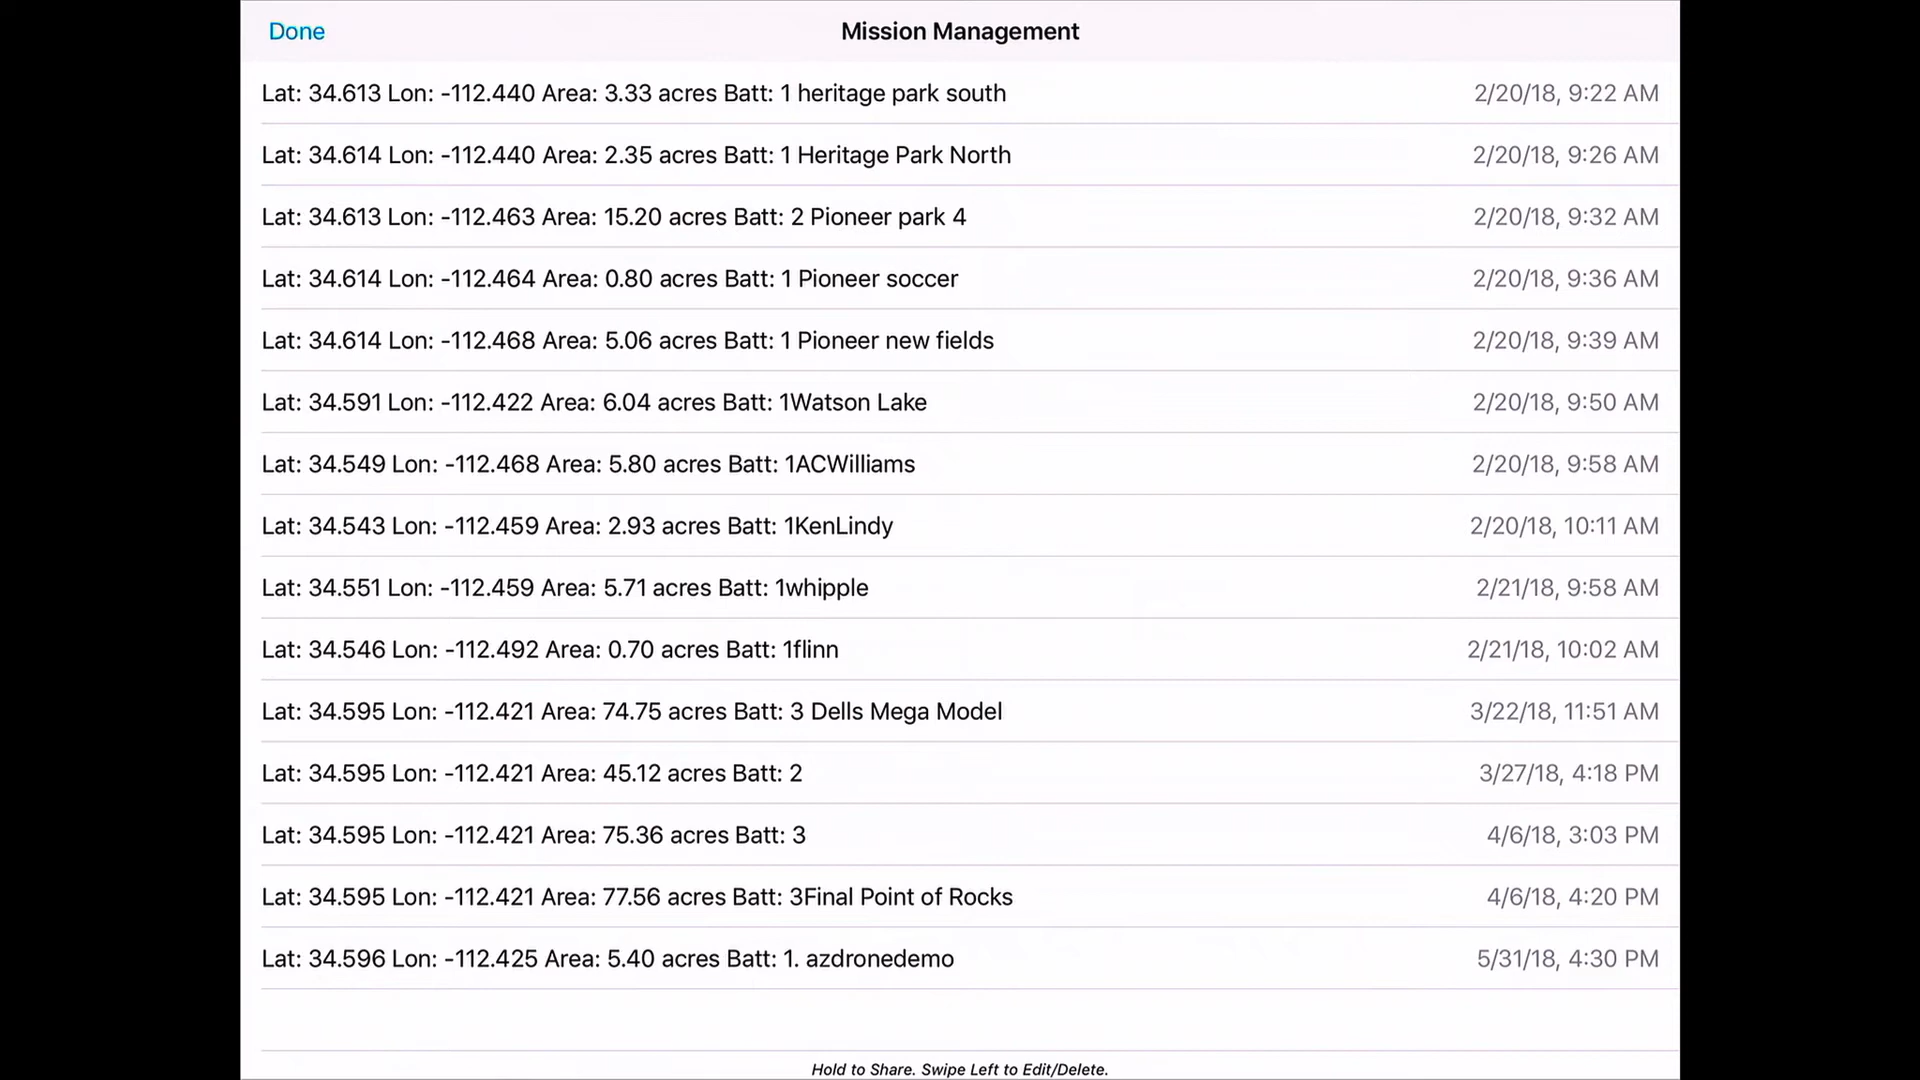 Done Mission Management
Lat: 34.613 Lon: -112.440 Area: 3.33 acres Batt: 1 heritage park south 2/20/18, 9:22 AM
Lat: 34.614 Lon: -112.440 Area: 2.35 acres Batt: 1 Heritage Park North 2/20/18, 9:26 AM
Lat: 34.613 Lon: -112.463 Area: 15.20 acres Batt: 2 Pioneer park 4 2/20/18, 9:32 AM
Lat: 34.614 Lon: -112.464 Area: 0.80 acres Batt: 1 Pioneer soccer 2/20/18, 9:36 AM
Lat: 34.614 Lon: -112.468 Area: 5.06 acres Batt: 1 Pioneer new fields 2/20/18, 9:39 AM
Lat: 34.591 Lon: -112.422 Area: 6.04 acres Batt: 1Watson Lake 2/20/18, 9:50 AM
Lat: 34.549 Lon: -112.468 Area: 5.80 acres Batt: 1ACWilliams 2/20/18, 9:58 AM
Lat: 34.543 Lon: -112.459 Area: 2.93 acres Batt: 1KenLindy 2/20/18, 10:11 AM
Lat: 34.551 Lon: -112.459 Area: 5.71 acres Batt: 1whipple 2/21/18, 9:58 AM
Lat: 34.546 Lon: -112.492 Area: 0.70 acres Batt: 1flinn 2/21/18, 10:02 AM
Lat: 34.595 Lon: -112.421 Area: 74.75 acres Batt: 3 Dells Mega Model 3/22/18, 11:51 AM
Lat: 34.595 Lon: -112.421 Area: 45.12 acres Batt: 2 3/27/18, 4:18 PM
Lat: 34.595 Lon: -112.421 Area: 75.36 acres Batt: 3 4/6/18, 3:03 PM
Lat: 34.595 Lon: -112.421 Area: 77.56 acres Batt: 3Final Point of Rocks 4/6/18, 4:20 PM
Lat: 34.596 Lon: -112.425 Area: 5.40 acres Batt: 1. azdronedemo 5/31/18, 4:30 PM
Hold to Share. Swipe Left to Edit/Delete.